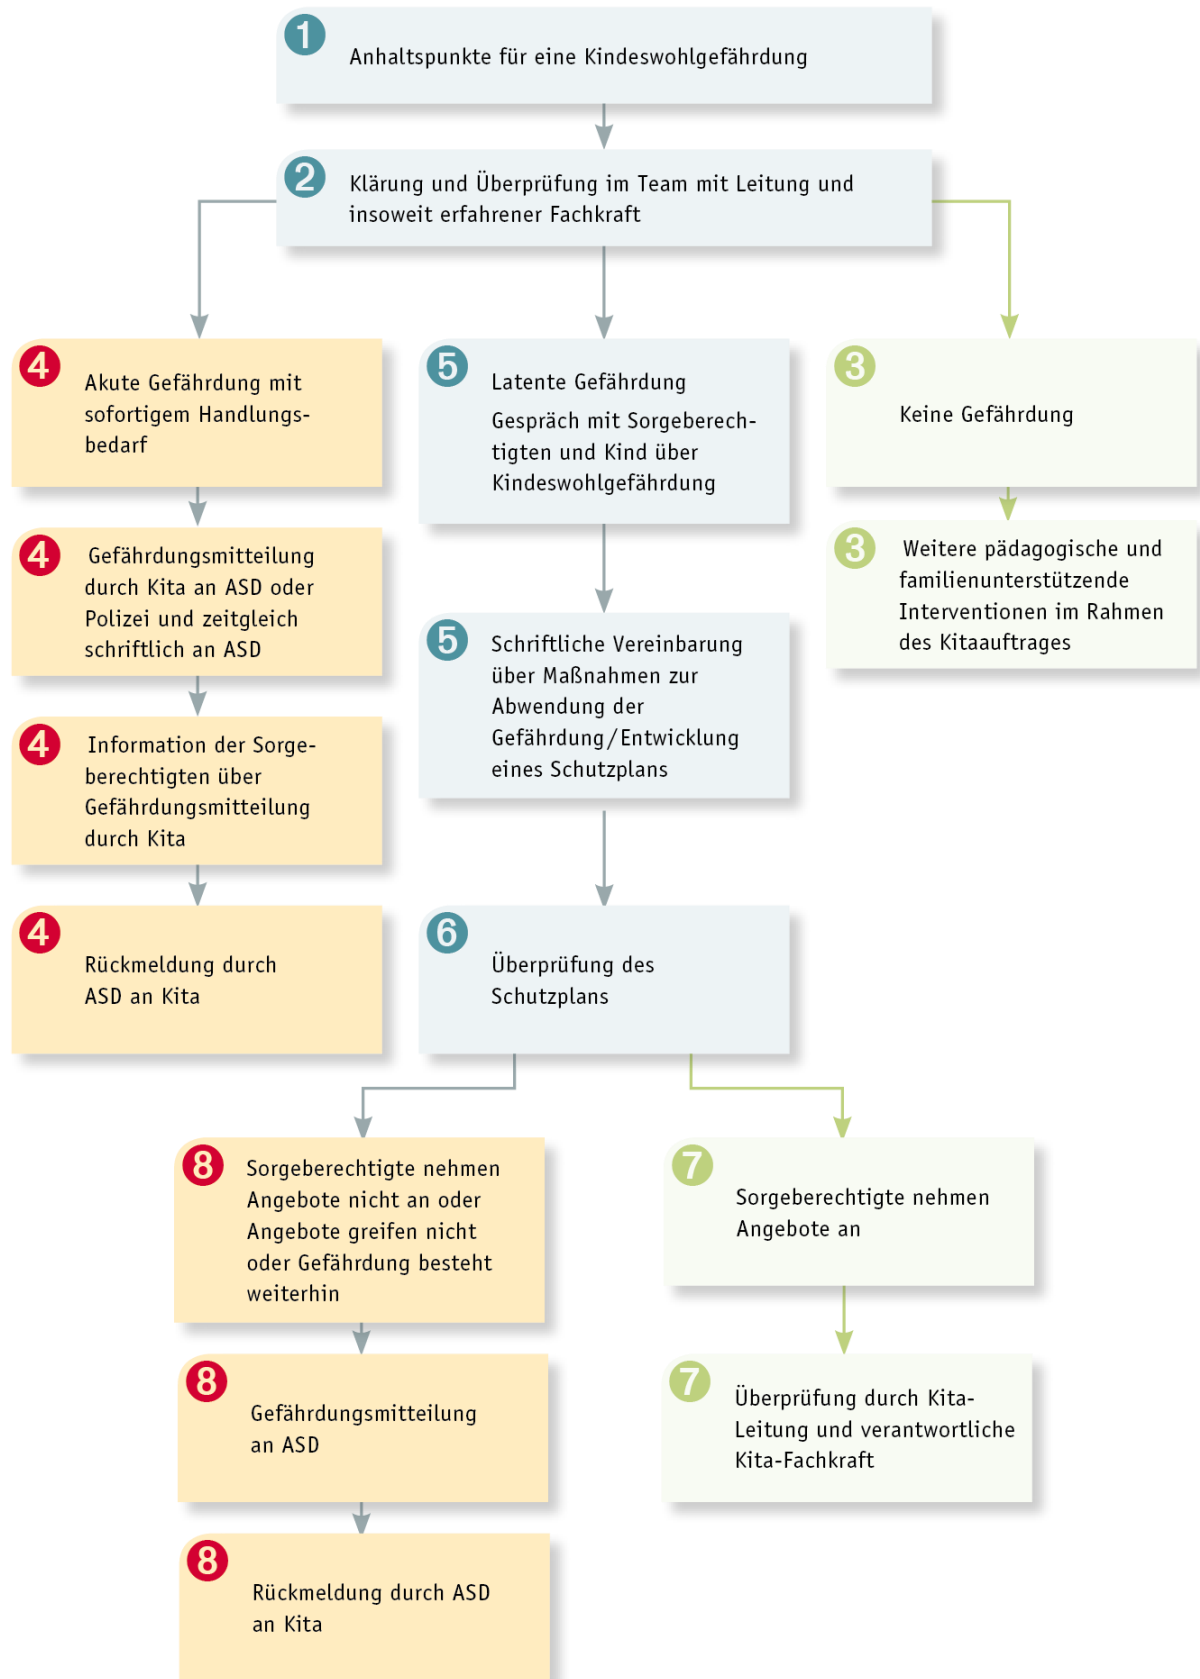 1
Anhaltspunkte für eine Kindeswohlgefährdung
2
Klärung und Überprüfung im Team mit Leitung und
insoweit erfahrener Fachkraft
4
Akute Gefährdung mit
sofortigem Handlungs-
bedarf
4
Gefährdungsmitteilung
durch Kita an ASD oder
Polizei und zeitgleich
schriftlich an ASD
4
Information der Sorge-
berechtigten über
Gefährdungsmitteilung
durch Kita
4
Rückmeldung durch
ASD an Kita
5
Latente Gefährdung
Gespräch mit Sorgeberech-
tigten und Kind über
Kindeswohlgefährdung
5
Schriftliche Vereinbarung
über Maßnahmen zur
Abwendung der
Gefährdung/Entwicklung
eines Schutzplans
6
Überprüfung des
Schutzplans
3
Keine Gefährdung
3
Weitere pädagogische und
familienunterstützende
Interventionen im Rahmen
des Kitaauftrages
8
Sorgeberechtigte nehmen
Angebote nicht an oder
Angebote greifen nicht
oder Gefährdung besteht
weiterhin
8
Gefährdungsmitteilung
an ASD
8
Rückmeldung durch ASD
an Kita
7
Sorgeberechtigte nehmen
Angebote an
7
Überprüfung durch Kita-
Leitung und verantwortliche
Kita-Fachkraft